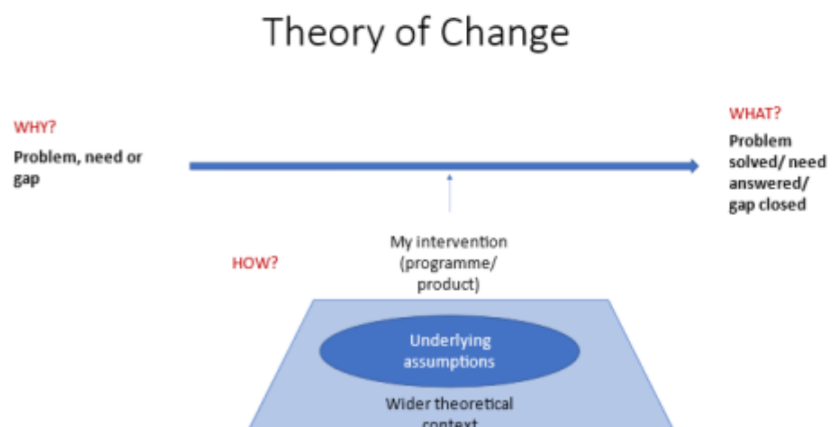 Theory of Change
WHY?
Problem, need or
gap
WHAT?
Problem
solved/ need
answered/
gap closed
HOW?
My intervention
(programme/
product)
Underlying
assumptions
Wider theoretical
context